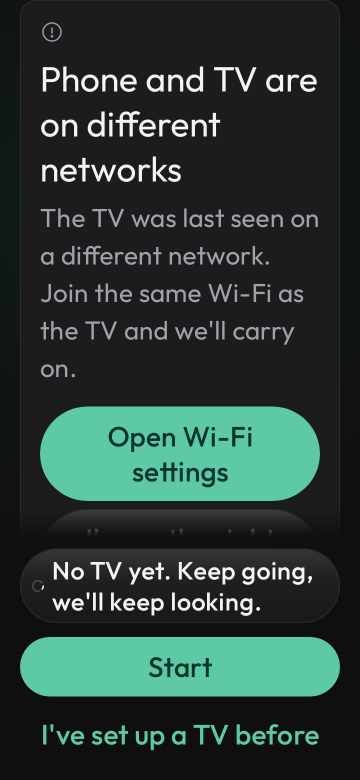 Phone and TV are
on different
networks
The TV was last seen on
a different network.
Join the same Wi-Fi as
the TV and we'll carry
on.
Open Wi-Fi
settings
No TV yet. Keep going,
we'll keep looking.
Start
I've set up a TV before